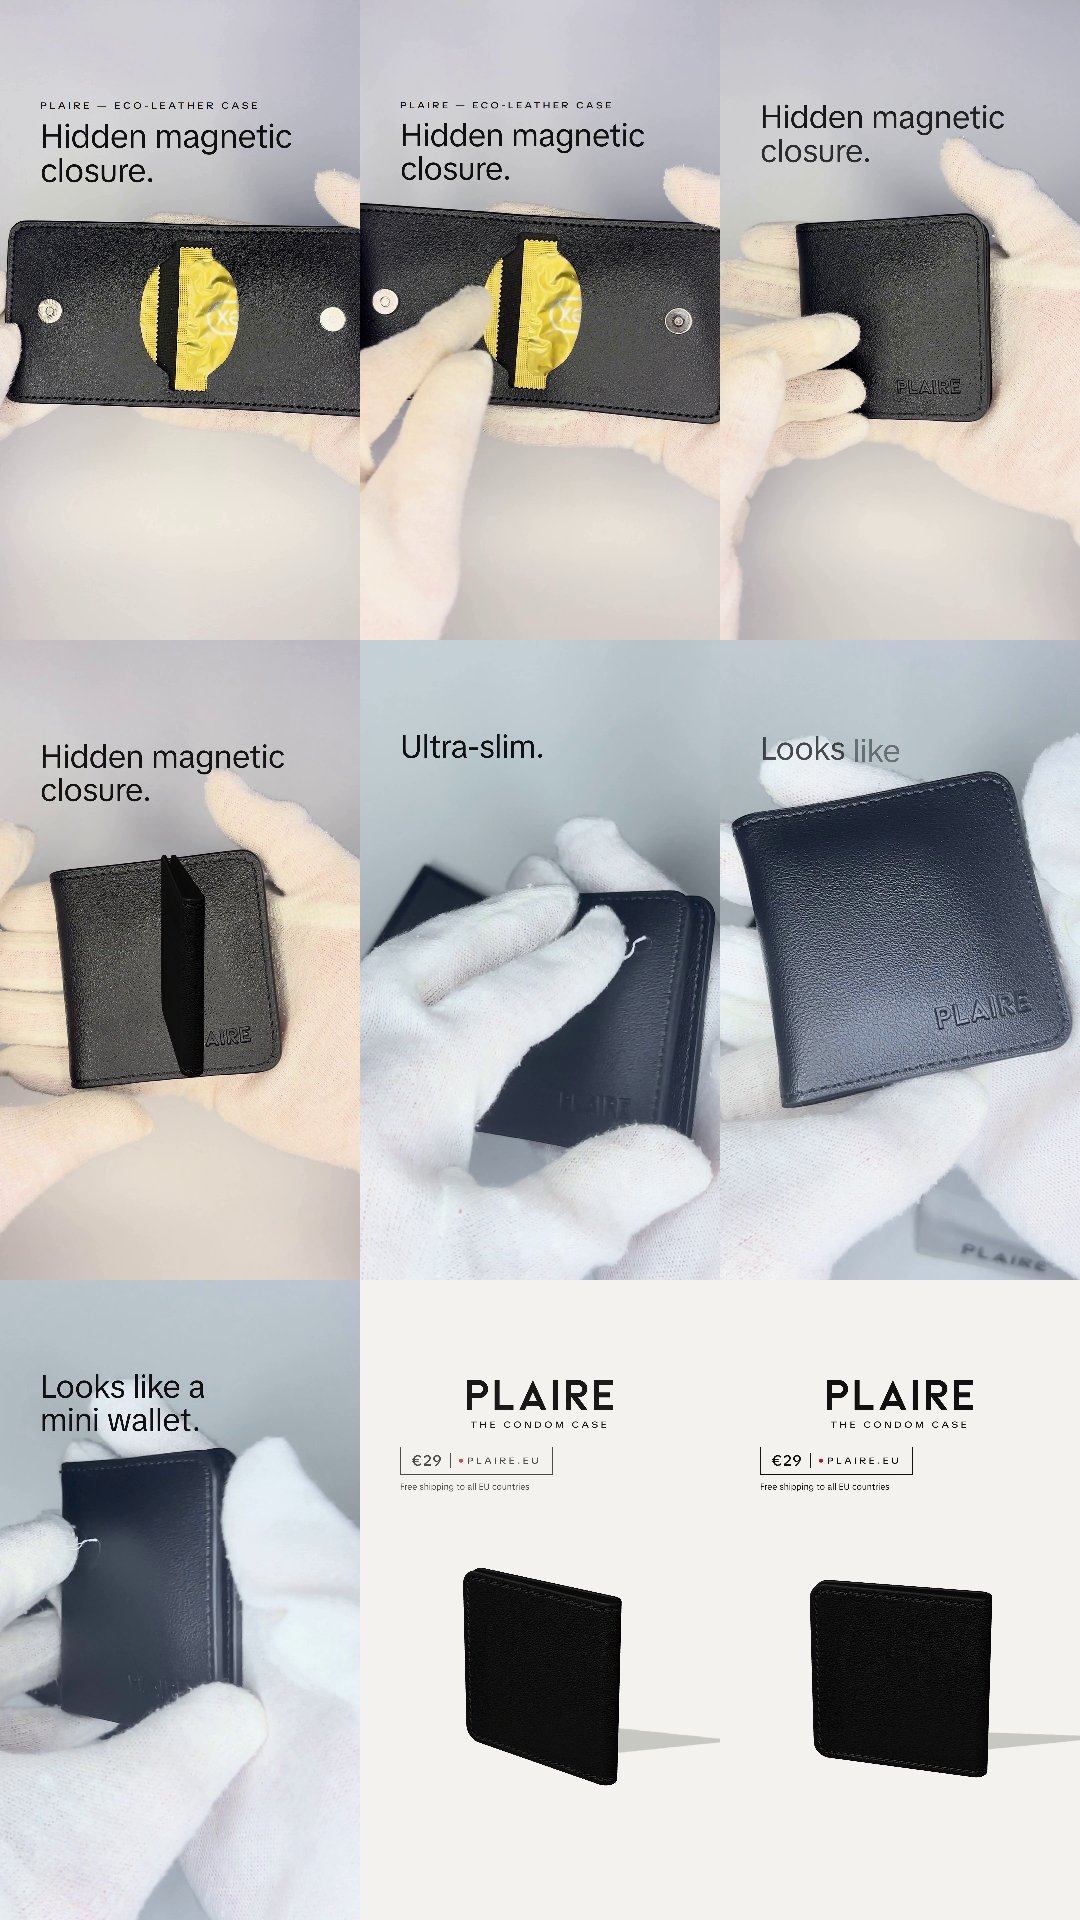 PLAIRE — ECO-LEATHER CASE
Hidden magnetic
closure.
PLAIRE — ECO-LEATHER CASE
Hidden magnetic
closure.
Hidden magnetic
closure.
PLAIRE
Hidden magnetic
closure.
AIRE
Ultra-slim.
PLAIRE
Looks like
PLAIRE
PLAIRE
Looks like a
mini wallet.
PLAIRE
THE CONDOM CASE
€29 | • PLAIRE.EU
Free shipping to all EU countries
PLAIRE
THE CONDOM CASE
€29 | • PLAIRE.EU
Free shipping to all EU countries